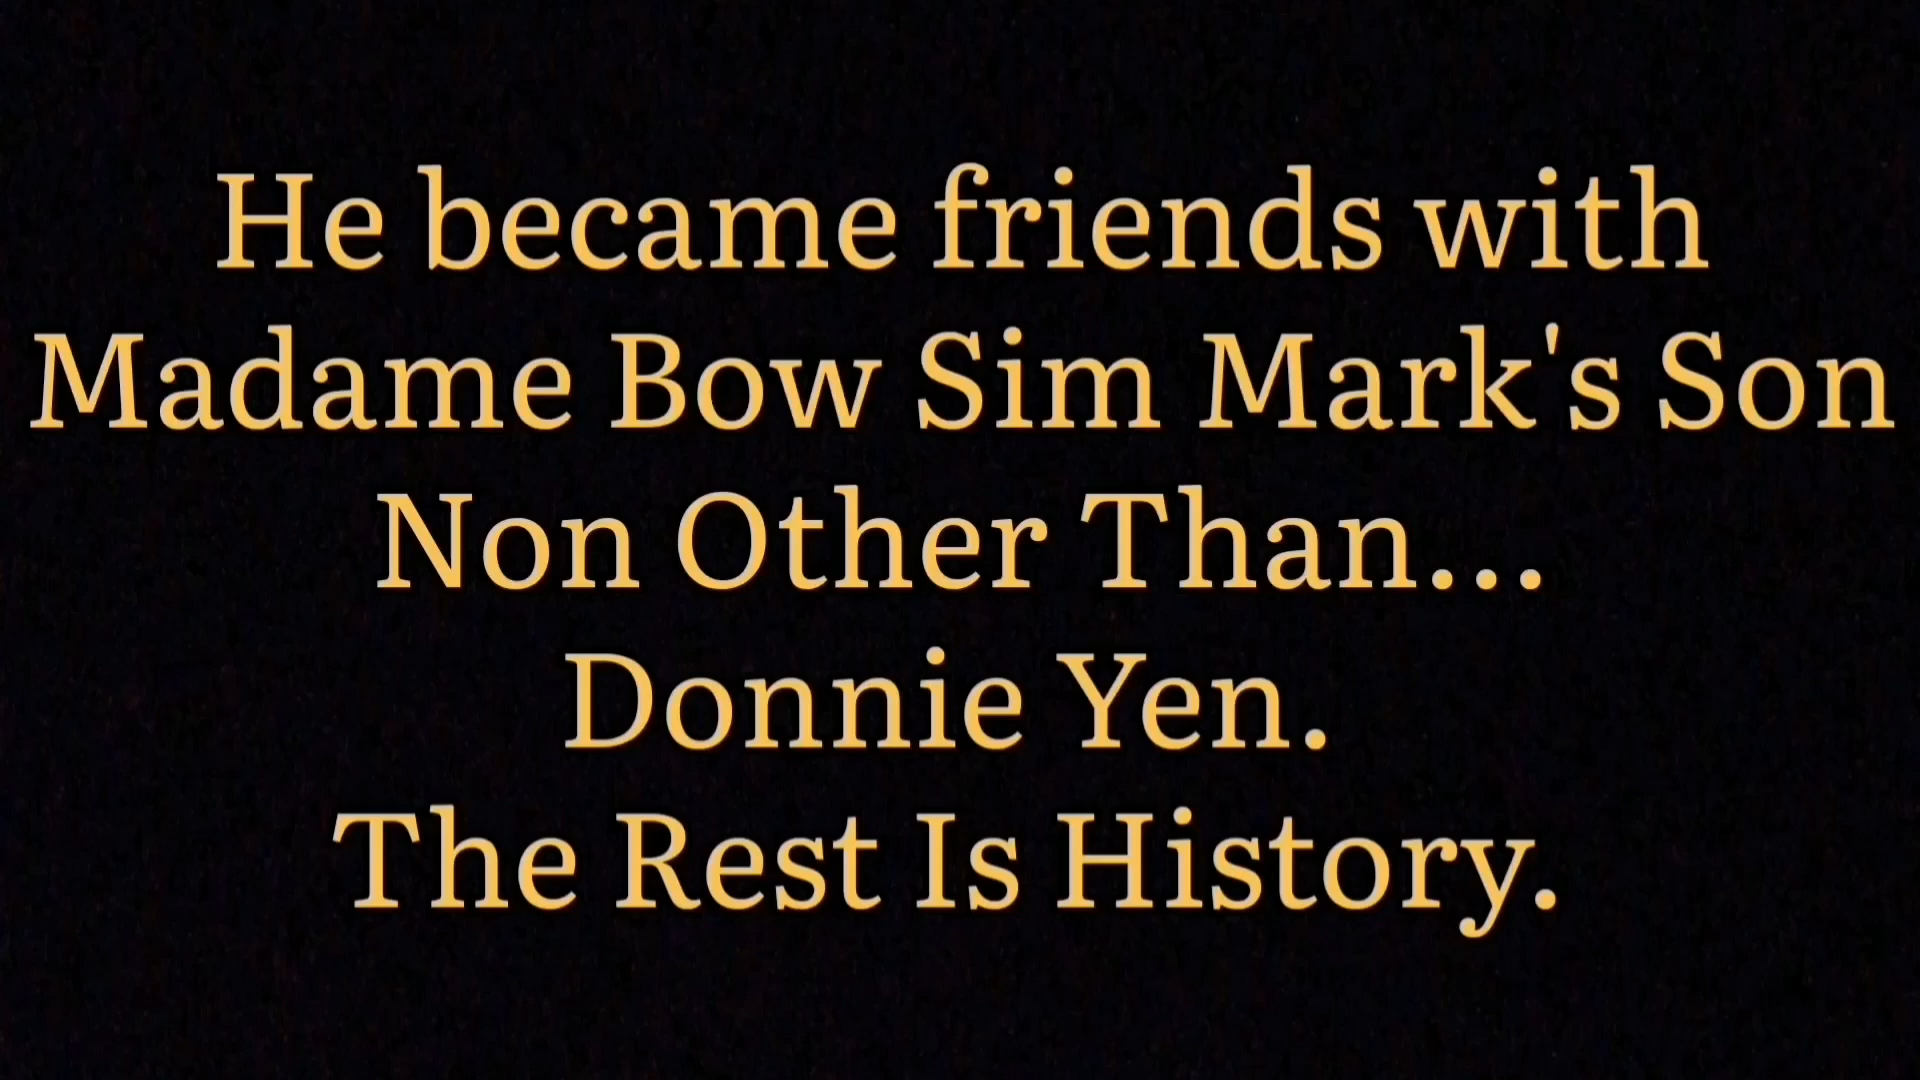 He became friends with
Madame Bow Sim Mark's Son
Non Other Than...
Donnie Yen.
The Rest Is History.